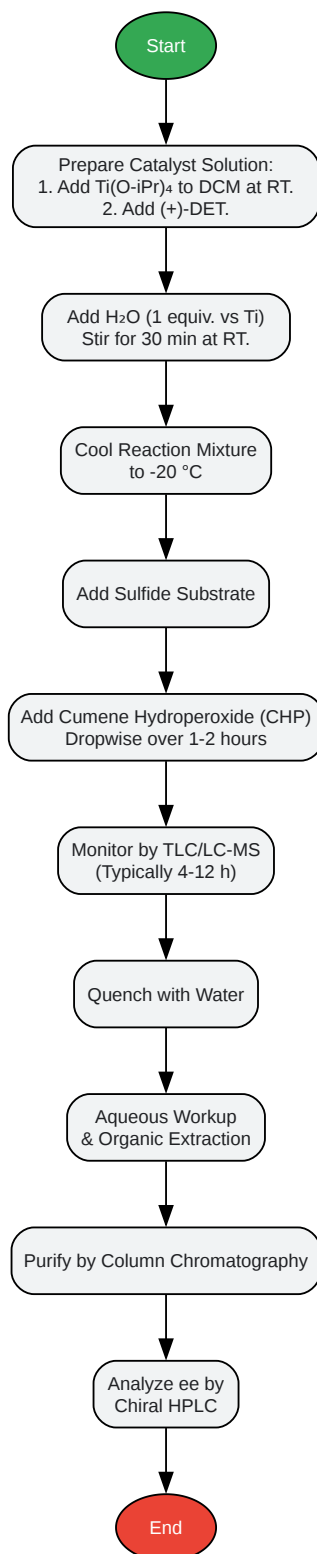 Start
Prepare Catalyst Solution:
1. Add Ti(O-iPr)₄ to DCM at RT.
2. Add (+)-DET.
Add H₂O (1 equiv. vs Ti)
Stir for 30 min at RT.
Cool Reaction Mixture
to -20 °C
Add Sulfide Substrate
Add Cumene Hydroperoxide (CHP)
Dropwise over 1-2 hours
Monitor by TLC/LC-MS
(Typically 4-12 h)
Quench with Water
Aqueous Workup
& Organic Extraction
Purify by Column Chromatography
Analyze ee by
Chiral HPLC
End